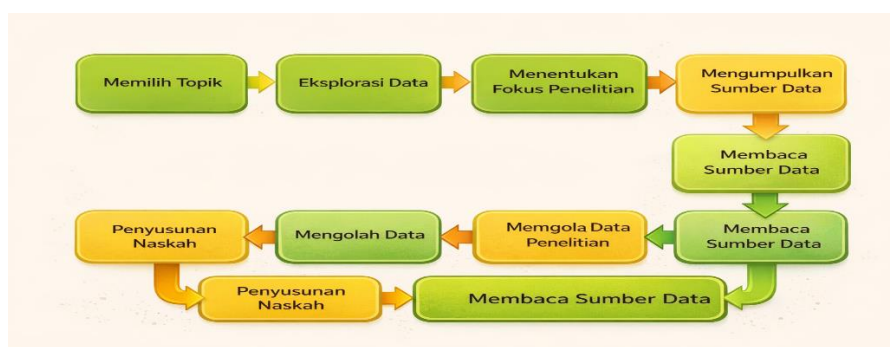 Memilih Topik
Eksplorasi Data
Menentukan
Fokus Penelitian
Mengumpulkan
Sumber Data
Membaca
Sumber Data
Membaca
Sumber Data
Memgola Data
Penelitian
Mengolah Data
Penyusunan
Naskah
Penyusunan
Naskah
Membaca Sumber Data